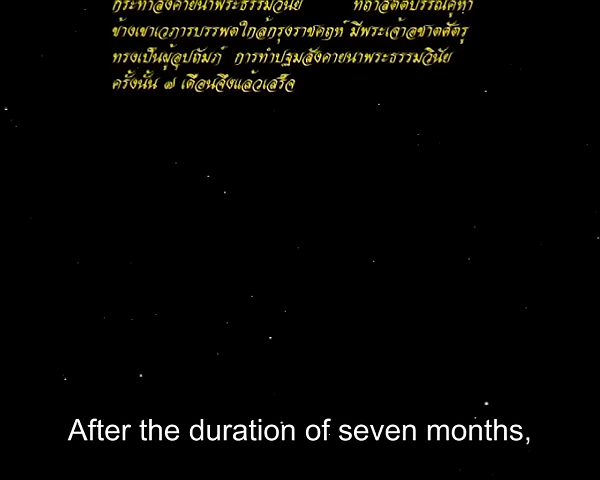 กระทำสังคายนาพระธรรมวินัย ที่ถ้ำสัตตบรรณคูหา
ข้างเขาเวภารบรรพตใกล้กรุงราชคฤห์ มีพระเจ้าอชาตศัตรู
ทรงเป็นผู้อุปถัมภ์ การทำปฐมสังคายนาพระธรรมวินัย
ครั้งนั้น ๗ เดือนจึงแล้วเสร็จ
After the duration of seven months,